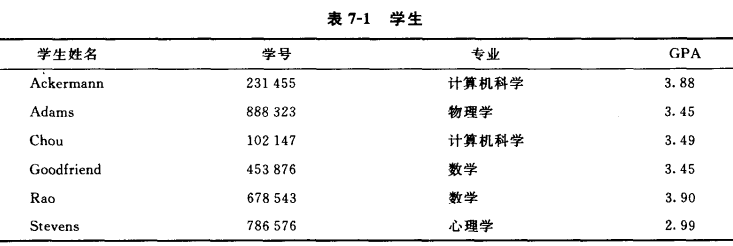 表 7-1 学生
学生姓名 学号 专业 GPA
Ackermann 231 455 计算机科学 3.88
Adams 888 323 物理学 3.45
Chou 102 147 计算机科学 3.49
Goodfriend 453 876 数学 3.45
Rao 678 543 数学 3.90
Stevens 786 576 心理学 2.99